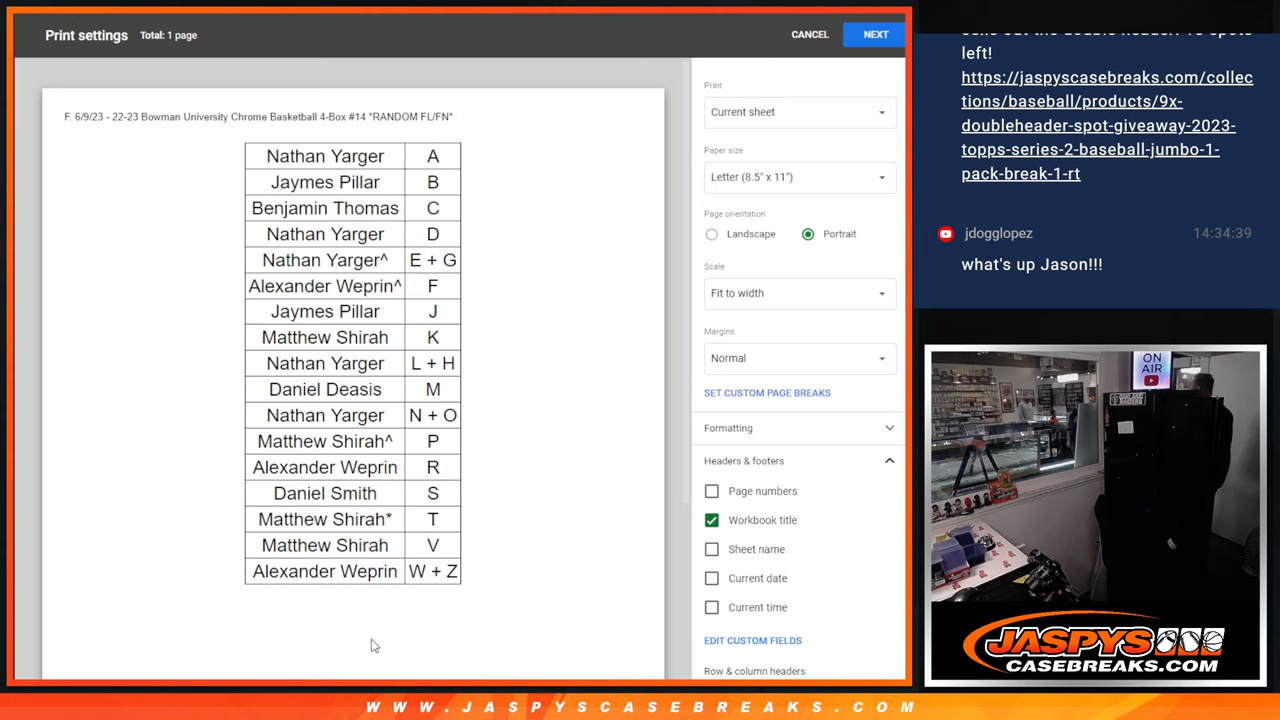 Print settings Total: 1 page
CANCEL NEXT
F. 6/9/23 - 22-23 Bowman University Chrome Basketball 4-Box #14 *RANDOM FL/FN*
Nathan Yarger A
Jaymes Pillar B
Benjamin Thomas C
Nathan Yarger D
Nathan Yarger^ E + G
Alexander Weprin^ F
Jaymes Pillar J
Matthew Shirah K
Nathan Yarger L + H
Daniel Deasis M
Nathan Yarger N + O
Matthew Shirah^ P
Alexander Weprin R
Daniel Smith S
Matthew Shirah* T
Matthew Shirah V
Alexander Weprin W + Z
Print
Current sheet
Paper size
Letter (8.5" x 11")
Page orientation
Landscape Portrait
Scale
Fit to width
Margins
Normal
SET CUSTOM PAGE BREAKS
Formatting
Headers & footers
Page numbers
Workbook title
Sheet name
Current date
Current time
EDIT CUSTOM FIELDS
Row & column headers
left!
https://jaspyscasebreaks.com/collec
tions/baseball/products/9x-
doubleheader-spot-giveaway-2023-
topps-series-2-baseball-jumbo-1-
pack-break-1-rt
jdogglopez 14:34:39
what's up Jason!!!
ON
AIR
JASPYS
CASEBREAKS.COM
WWW.JASPYSCASEBREAKS.COM